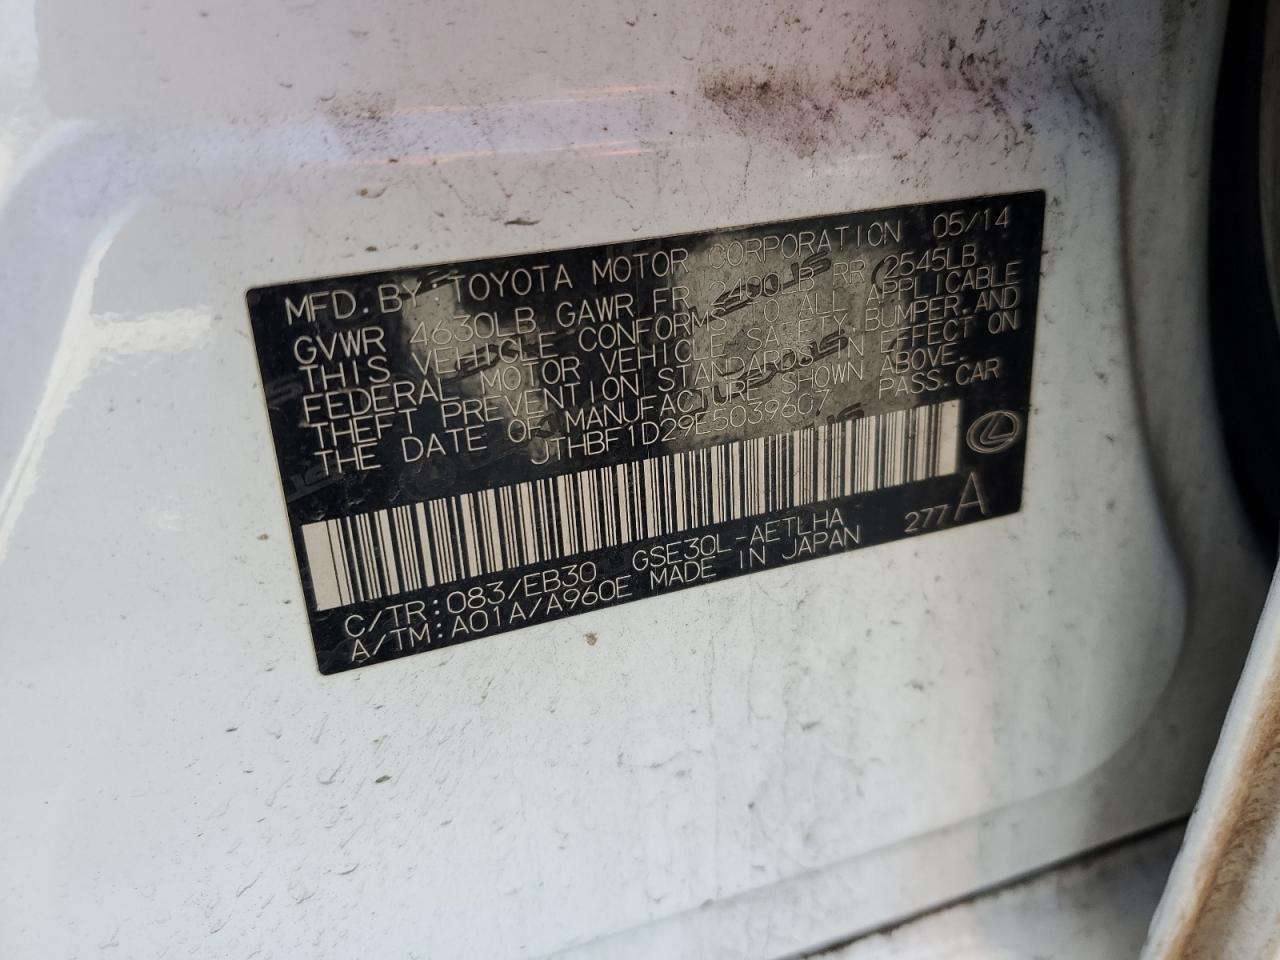 MFD.BY:TOYOTA MOTOR CORPORATION 05/14
GVWR 4630LB GAWR FR 2490LB RR 2545LB
THIS VEHICLE CONFORMS TO ALL APPLICABLE
FEDERAL MOTOR VEHICLE SAFETY,BUMPER,AND
THEFT PREVENTION STANDARDS IN EFFECT ON
THE DATE OF MANUFACTURE SHOWN ABOVE.
JTHBF1D29E5039607 PASS.CAR
C/TR:083/EB30 GSE30L-AETLHA 277A
A/TM:A01A/A960E MADE IN JAPAN